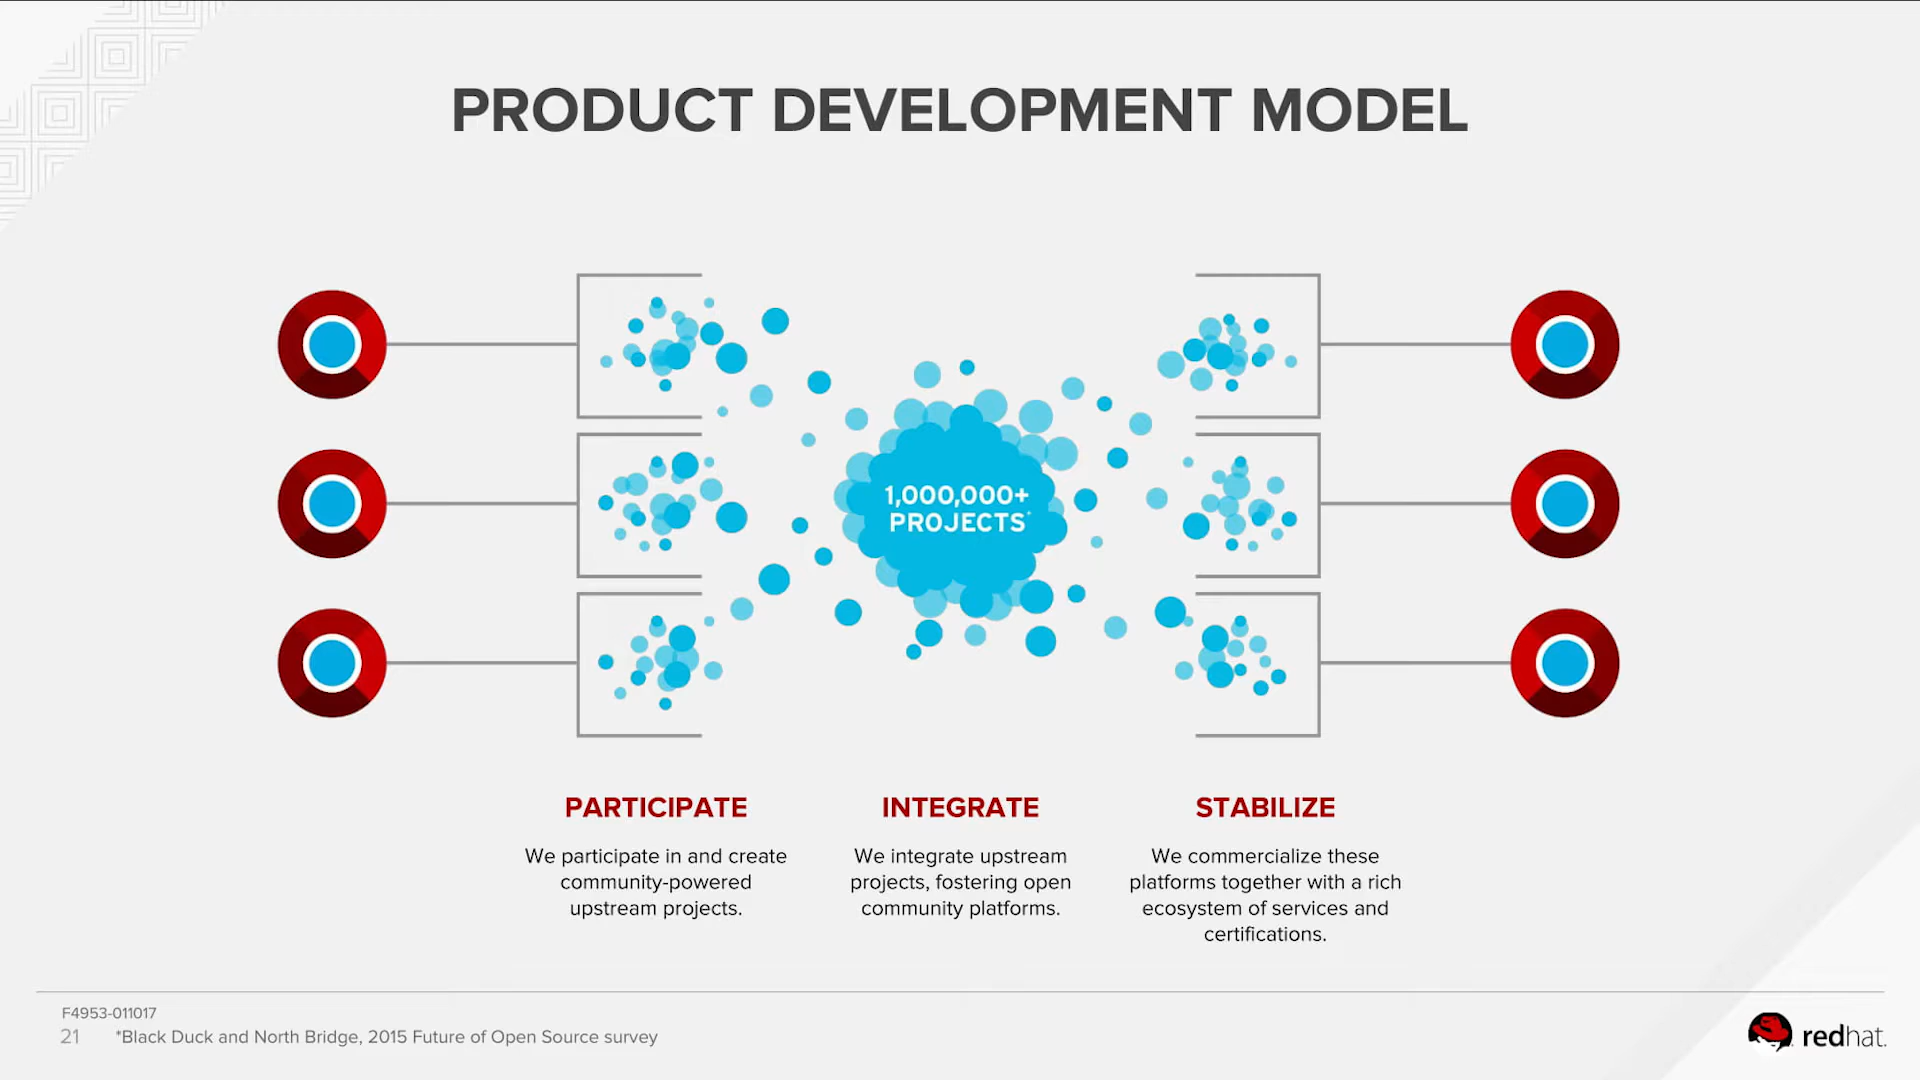 PRODUCT DEVELOPMENT MODEL
1,000,000+
PROJECTS*
PARTICIPATE
We participate in and create
community-powered
upstream projects.
INTEGRATE
We integrate upstream
projects, fostering open
community platforms.
STABILIZE
We commercialize these
platforms together with a rich
ecosystem of services and
certifications.
F4953-011017
21 *Black Duck and North Bridge, 2015 Future of Open Source survey
redhat.